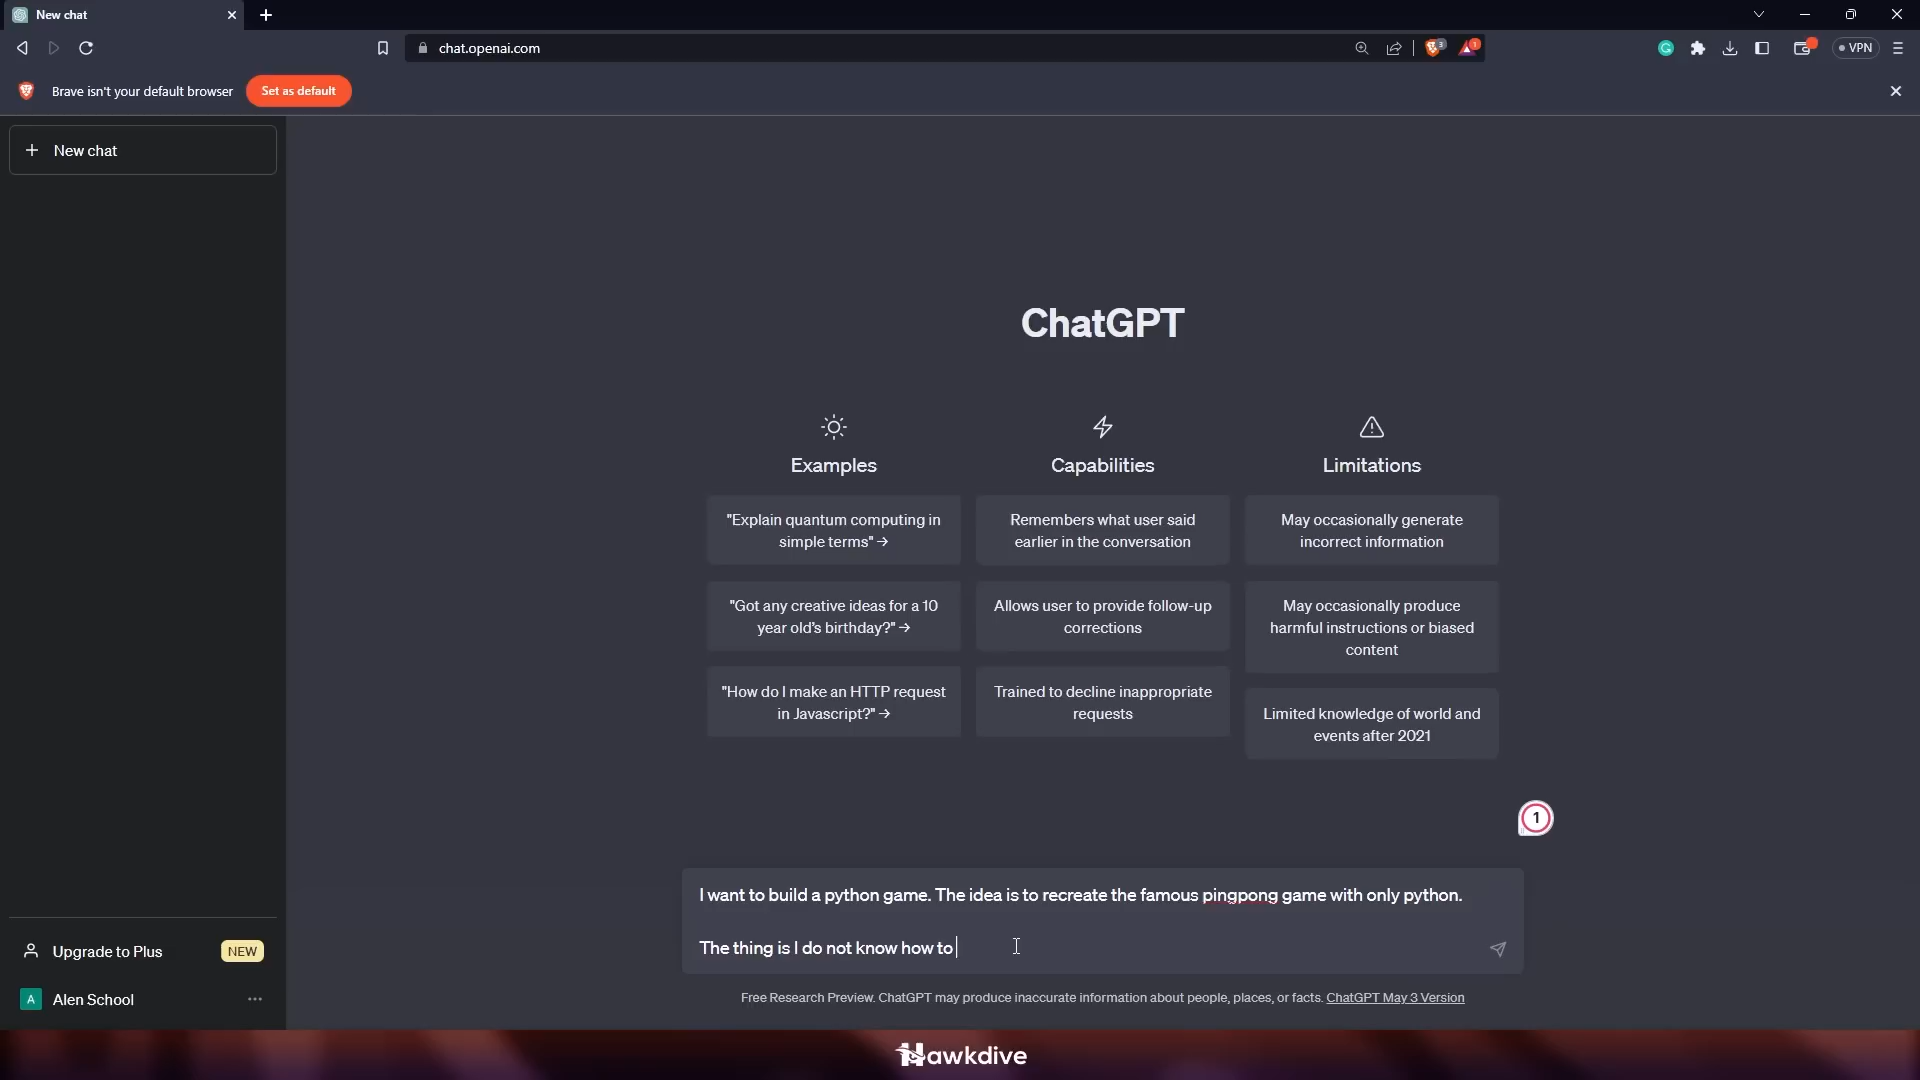 New chat
chat.openai.com
3
1
VPN
Brave isn't your default browser
Set as default
New chat
ChatGPT
Examples
"Explain quantum computing in
simple terms" →
"Got any creative ideas for a 10
year old's birthday?" →
"How do I make an HTTP request
in Javascript?" →
Capabilities
Remembers what user said
earlier in the conversation
Allows user to provide follow-up
corrections
Trained to decline inappropriate
requests
Limitations
May occasionally generate
incorrect information
May occasionally produce
harmful instructions or biased
content
Limited knowledge of world and
events after 2021
1
I want to build a python game. The idea is to recreate the famous pingpong game with only python.
The thing is I do not know how to
Free Research Preview. ChatGPT may produce inaccurate information about people, places, or facts. ChatGPT May 3 Version
Upgrade to Plus NEW
A Alen School
Hawkdive